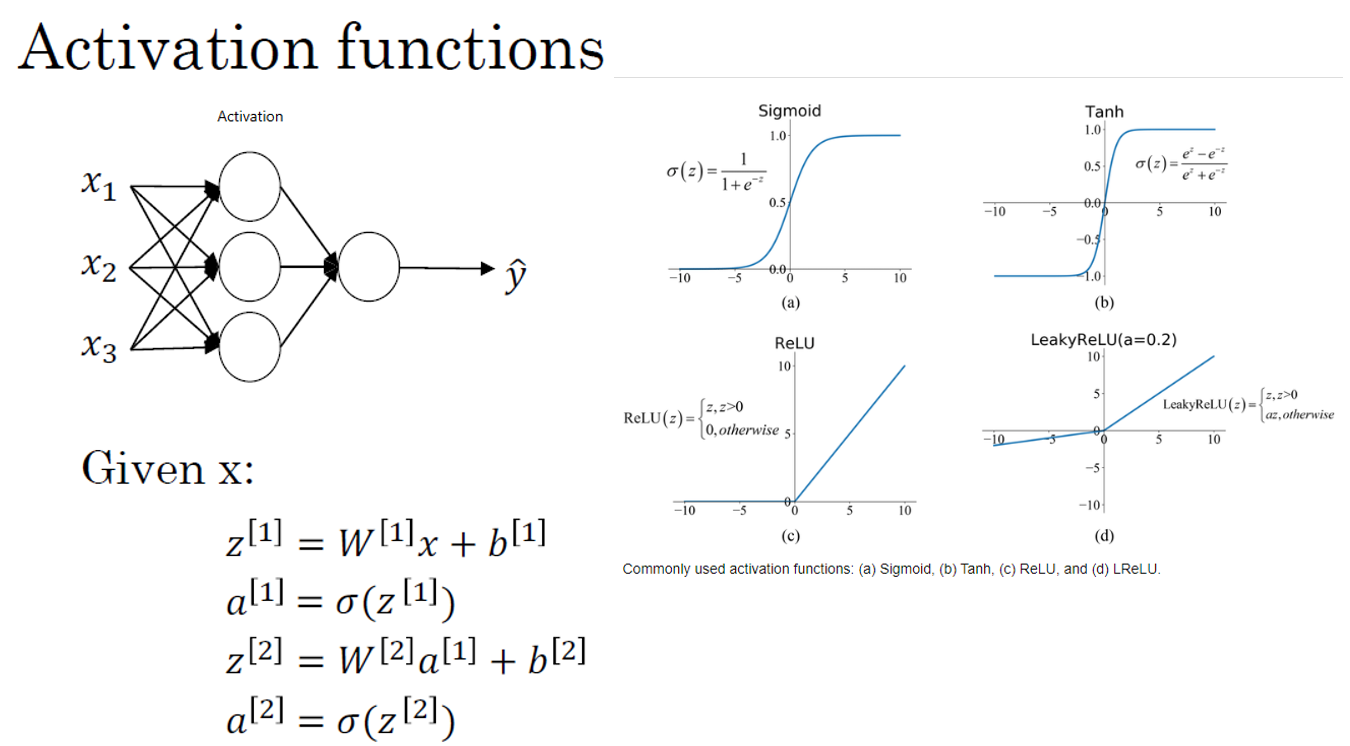 Activation functions
Activation
x₁
x₂
x₃
ŷ
Given x:
z[1] = W[1]x + b[1]
a[1] = σ(z[1])
z[2] = W[2]a[1] + b[2]
a[2] = σ(z[2])
Sigmoid
σ(z)=1/(1+e^-z)
1.0
0.5
0.0
−10 −5 0 5 10
(a)
Tanh
σ(z)=(e^z − e^-z)/(e^z + e^-z)
1.0
0.5
0.0
−10 −5 0 5 10
−0.5
−1.0
(b)
ReLU
ReLU(z)={z, z>0
0, otherwise
10
5
0
−10 −5 0 5 10
(c)
LeakyReLU(a=0.2)
LeakyReLU(z)={z, z>0
az, otherwise
10
5
0
−10 −5 0 5 10
−5
−10
(d)
Commonly used activation functions: (a) Sigmoid, (b) Tanh, (c) ReLU, and (d) LReLU.